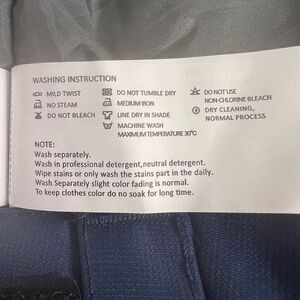 WASHING INSTRUCTION
MILD TWIST
NO STEAM
DO NOT BLEACH
DO NOT TUMBLE DRY
MEDIUM IRON
LINE DRY IN SHADE
MACHINE WASH
MAXIMUM TEMPERATURE 30°C
DO NOT USE
NON-CHLORINE BLEACH
DRY CLEANING,
NORMAL PROCESS
NOTE:
Wash separately.
Wash in professional detergent,neutral detergent.
Wipe stains or only wash the stains part in the daily.
Wash Separately slight color fading is normal.
To keep clothes color do no soak for long time.